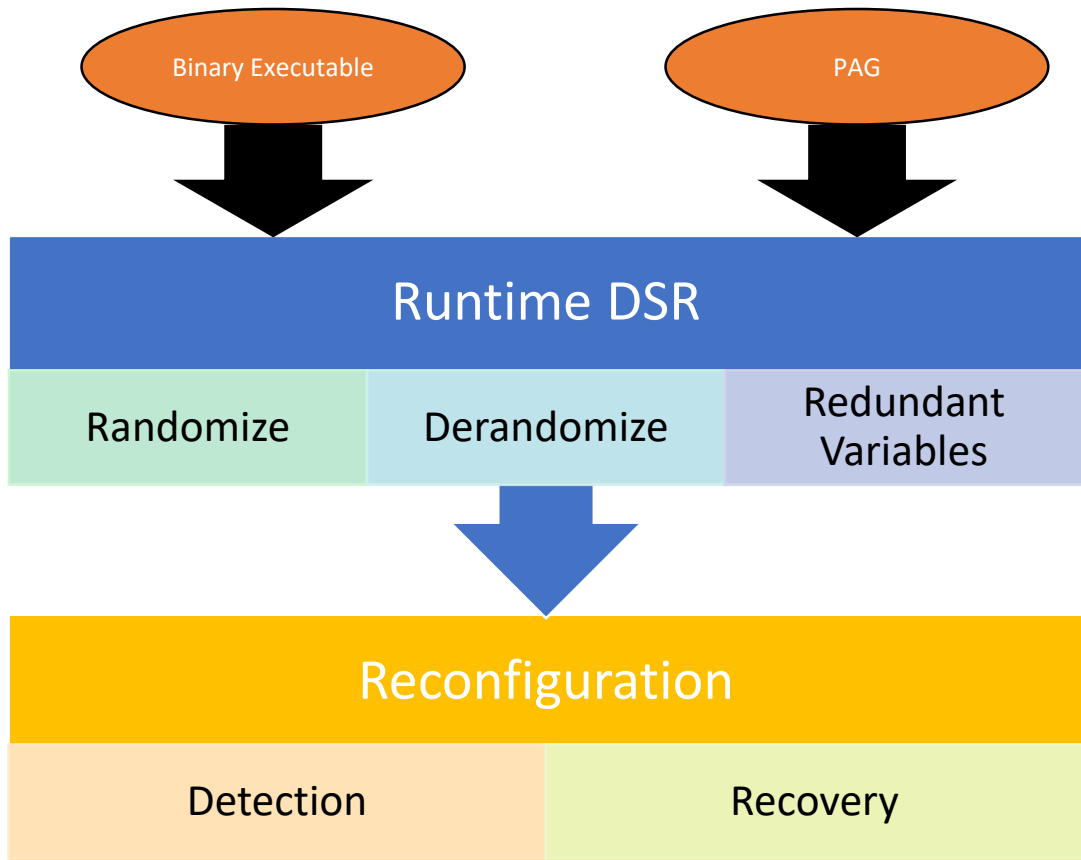 Binary Executable
PAG
Runtime DSR
Randomize
Derandomize
Redundant
Variables
Reconfiguration
Detection
Recovery